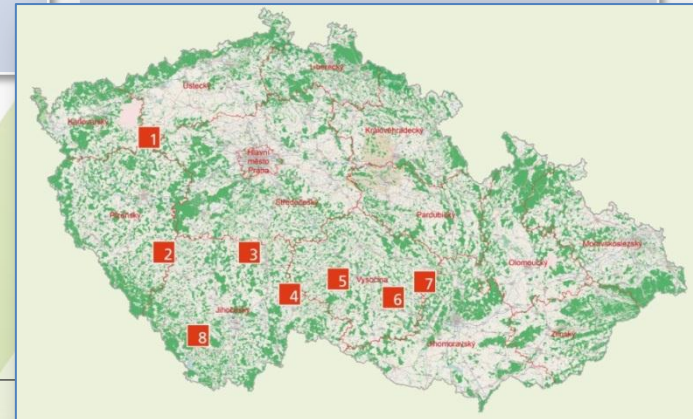 Liberecký
Ústecký
Karlovarský
1
Královéhradecký
Hlavní
město
Praha
Středočeský
Plzeňský
Pardubický
Moravskoslezský
2
3
Olomoucký
5
Vysočina
7
4
6
Jihočeský
8
Zlínský
Jihomoravský